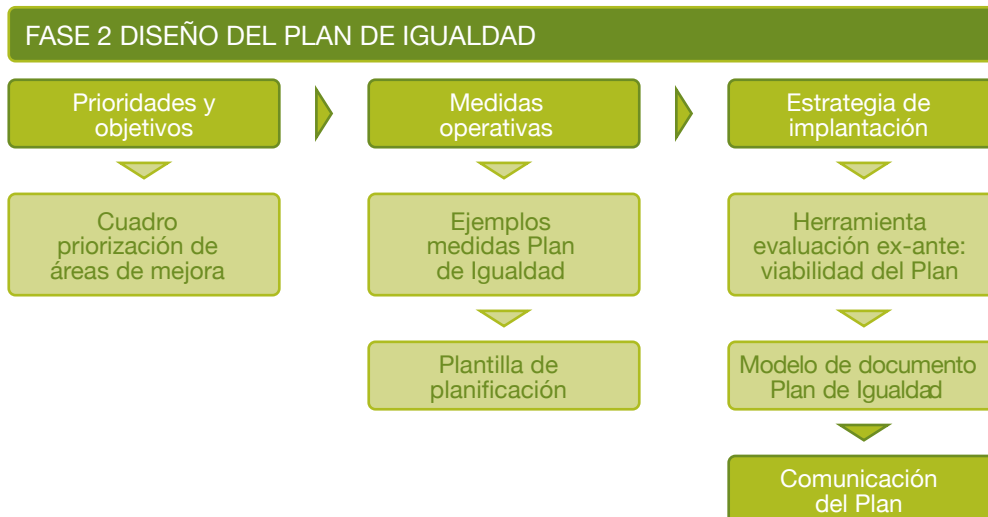 FASE 2 DISEÑO DEL PLAN DE IGUALDAD
Prioridades y
objetivos
Medidas
operativas
Estrategia de
implantación
Cuadro
priorización de
áreas de mejora
Ejemplos
medidas Plan
de Igualdad
Herramienta
evaluación ex-ante:
viabilidad del Plan
Plantilla de
planificación
Modelo de documento
Plan de Igualdad
Comunicación
del Plan